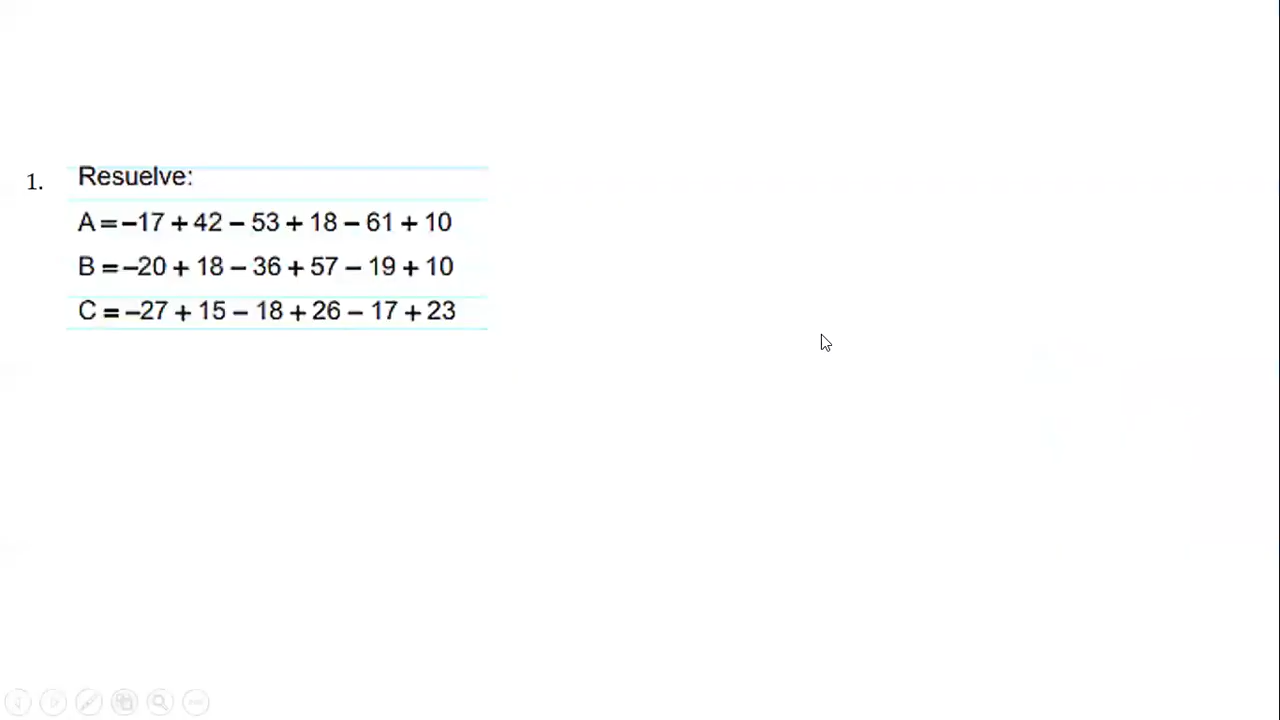 1. Resuelve:
A = –17 + 42 – 53 + 18 – 61 + 10
B = –20 + 18 – 36 + 57 – 19 + 10
C = –27 + 15 – 18 + 26 – 17 + 23